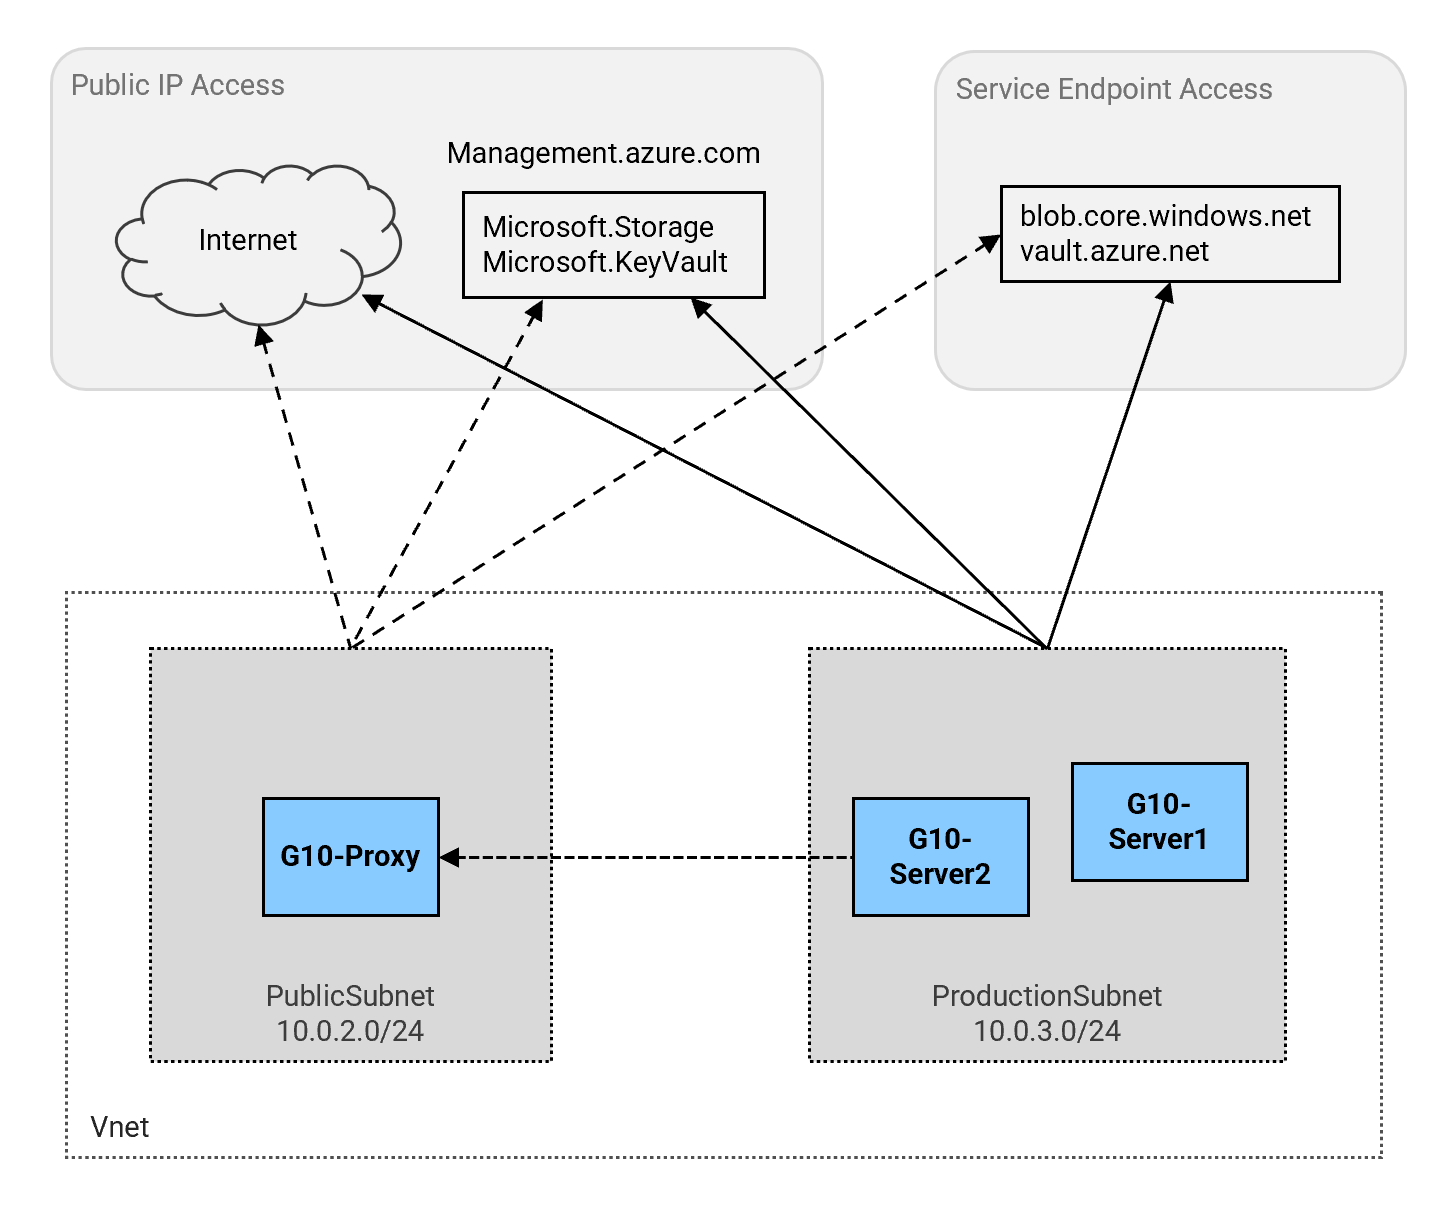 Public IP Access
Service Endpoint Access
Management.azure.com
Internet
Microsoft.Storage
Microsoft.KeyVault
blob.core.windows.net
vault.azure.net
G10-Proxy
G10-
Server2
G10-
Server1
PublicSubnet
10.0.2.0/24
ProductionSubnet
10.0.3.0/24
Vnet